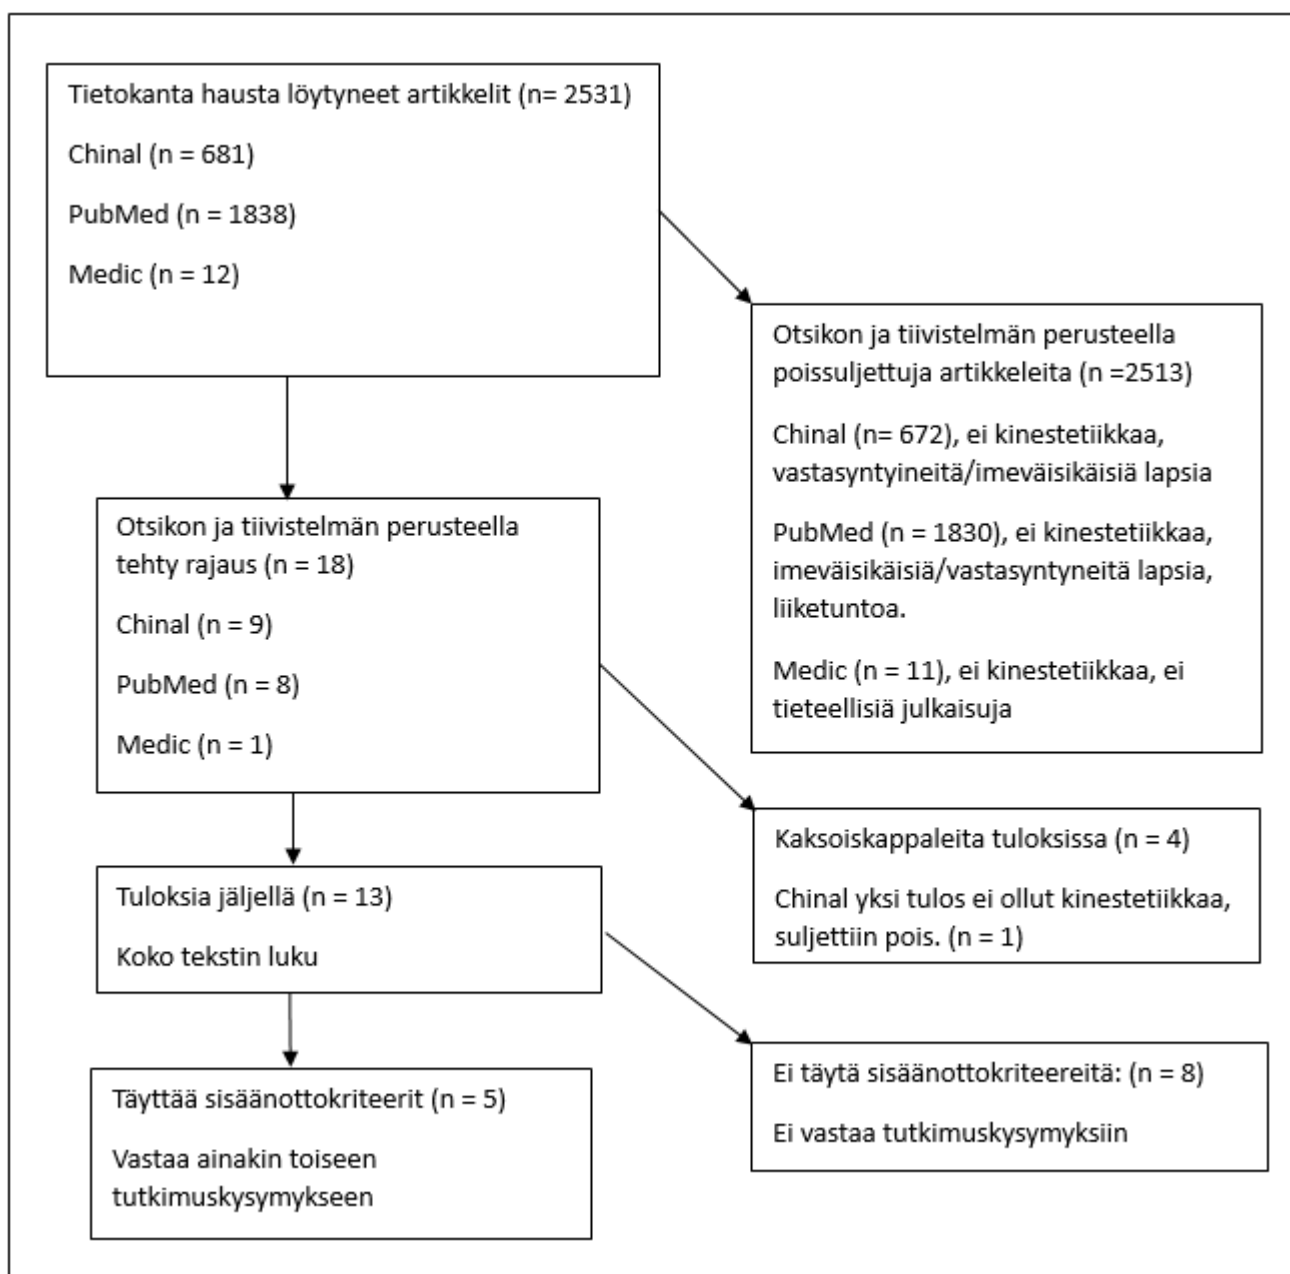 Tietokanta hausta löytyneet artikkelit (n= 2531)
Chinal (n = 681)
PubMed (n = 1838)
Medic (n = 12)
Otsikon ja tiivistelmän perusteella
poissuljettuja artikkeleita (n =2513)
Chinal (n= 672), ei kinestetiikkaa,
vastasyntyineitä/imeväisikäisiä lapsia
PubMed (n = 1830), ei kinestetiikkaa,
imeväisikäisiä/vastasyntyneitä lapsia,
liiketuntoa.
Medic (n = 11), ei kinestetiikkaa, ei
tieteellisiä julkaisuja
Otsikon ja tiivistelmän perusteella
tehty rajaus (n = 18)
Chinal (n = 9)
PubMed (n = 8)
Medic (n = 1)
Kaksoiskappaleita tuloksissa (n = 4)
Chinal yksi tulos ei ollut kinestetiikkaa,
suljettiin pois. (n = 1)
Tuloksia jäljellä (n = 13)
Koko tekstin luku
Ei täytä sisäänottokriteereitä: (n = 8)
Ei vastaa tutkimuskysymyksiin
Täyttää sisäänottokriteerit (n = 5)
Vastaa ainakin toiseen
tutkimuskysymykseen